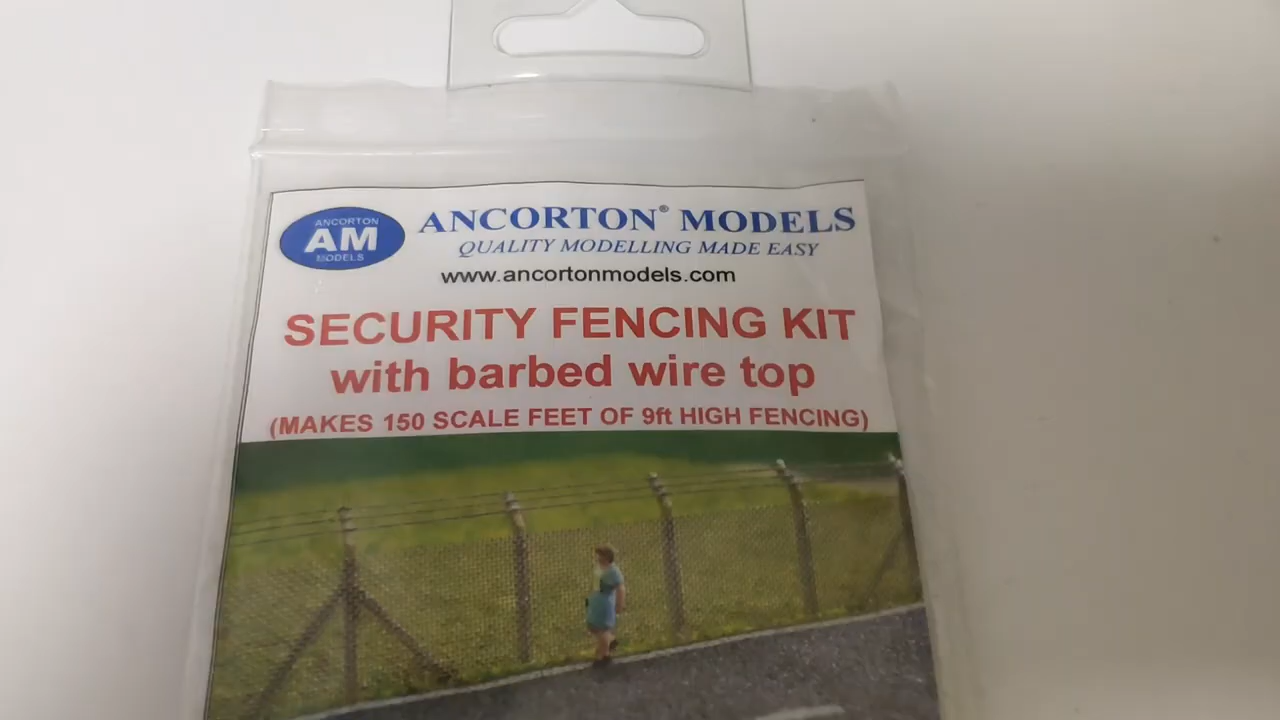 ANCORTON
AM
MODELS
ANCORTON® MODELS
QUALITY MODELLING MADE EASY
www.ancortonmodels.com
SECURITY FENCING KIT
with barbed wire top
(MAKES 150 SCALE FEET OF 9ft HIGH FENCING)